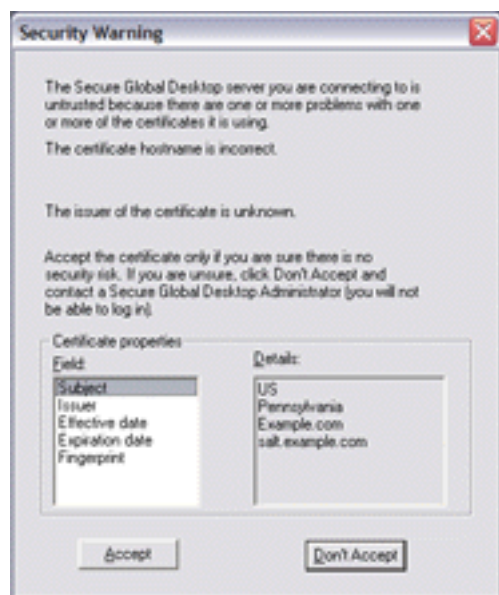 Security Warning
The Secure Global Desktop server you are connecting to is
untrusted because there are one or more problems with one
or more of the certificates it is using.
The certificate hostname is incorrect.
The issuer of the certificate is unknown.
Accept the certificate only if you are sure there is no
security risk. If you are unsure, click Don't Accept and
contact a Secure Global Desktop Administrator (you will not
be able to log in).
Certificate properties
Field:
Subject
Issuer
Effective date
Expiration date
Fingerprint
Details:
US
Pennsylvania
Example.com
salt.example.com
Accept
Don't Accept